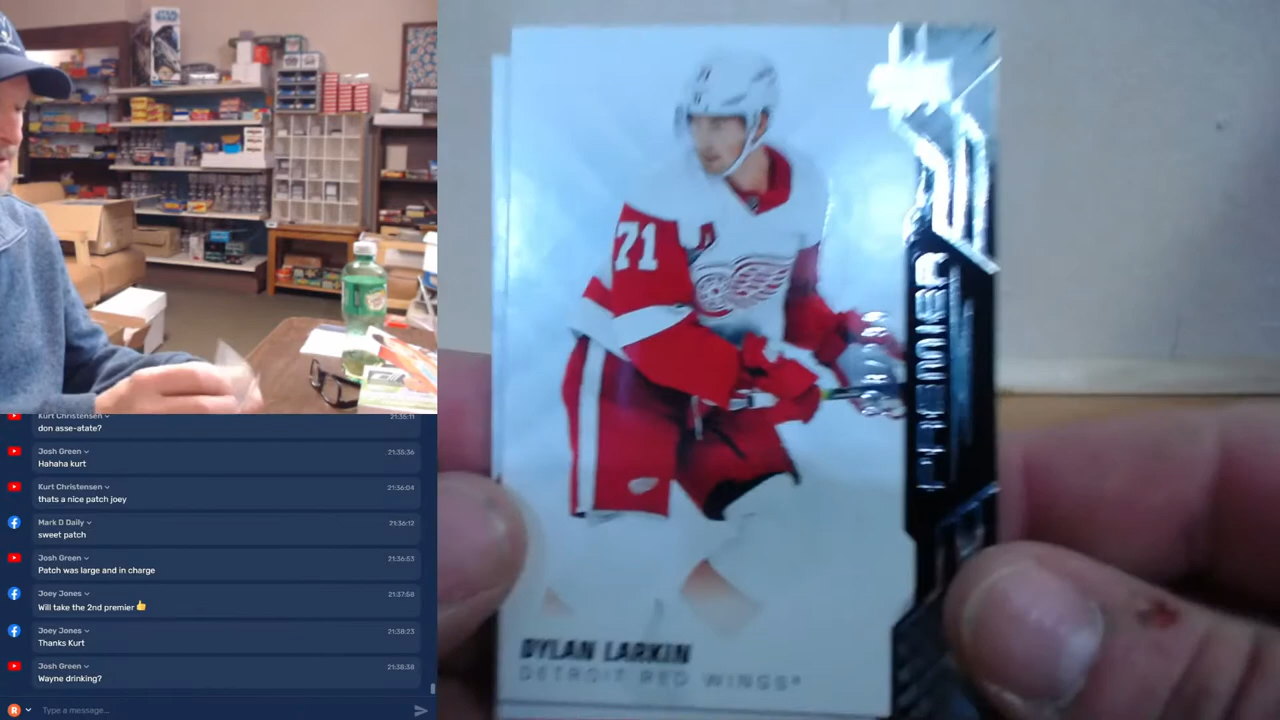 Kurt Christensen
21:35:11
don asse-atate?
Josh Green
21:35:36
Hahaha kurt
Kurt Christensen
21:36:04
thats a nice patch joey
Mark D Daily
21:36:12
sweet patch
Josh Green
21:36:53
Patch was large and in charge
Joey Jones
21:37:58
Will take the 2nd premier 👍
Joey Jones
21:38:23
Thanks Kurt
Josh Green
21:38:38
Wayne drinking?
R
Type a message...
71
A
PREMIER
DYLAN LARKIN
DETROIT RED WINGS